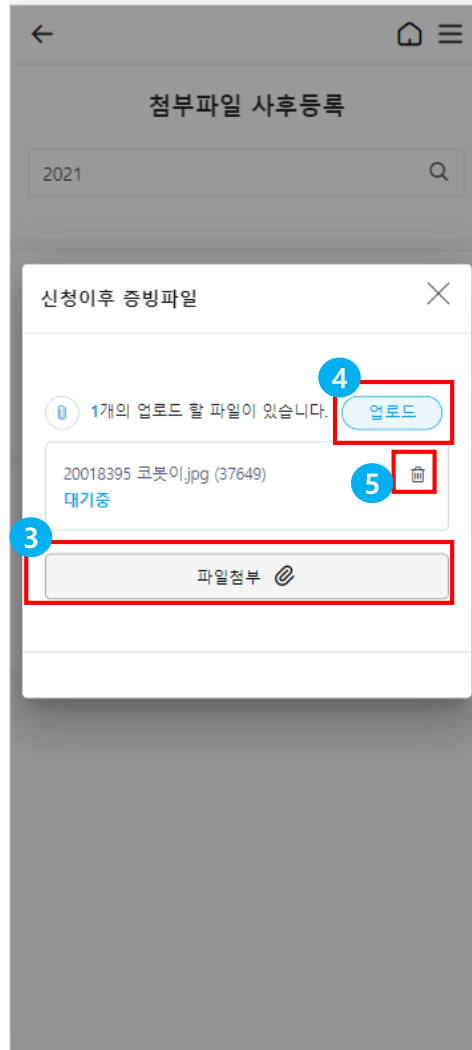 첨부파일 사후등록
2021
신청이후 증빙파일
4
1개의 업로드 할 파일이 있습니다.
업로드
20018395 코봇이.jpg (37649)
대기중
5
3
파일첨부